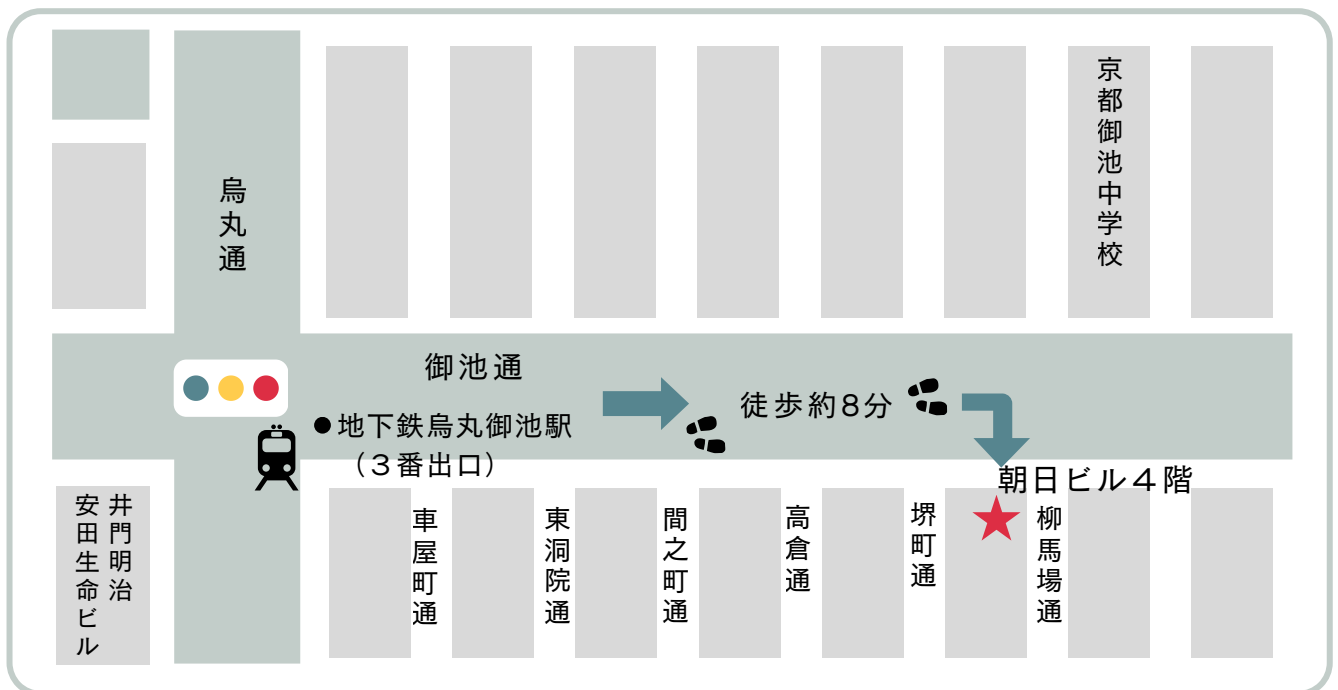 京都御池中学校
烏丸通
御池通
徒歩約8分
地下鉄烏丸御池駅
（３番出口）
朝日ビル４階
井門明治
安田生命ビル
車屋町通
東洞院通
間之町通
高倉通
堺町通
柳馬場通